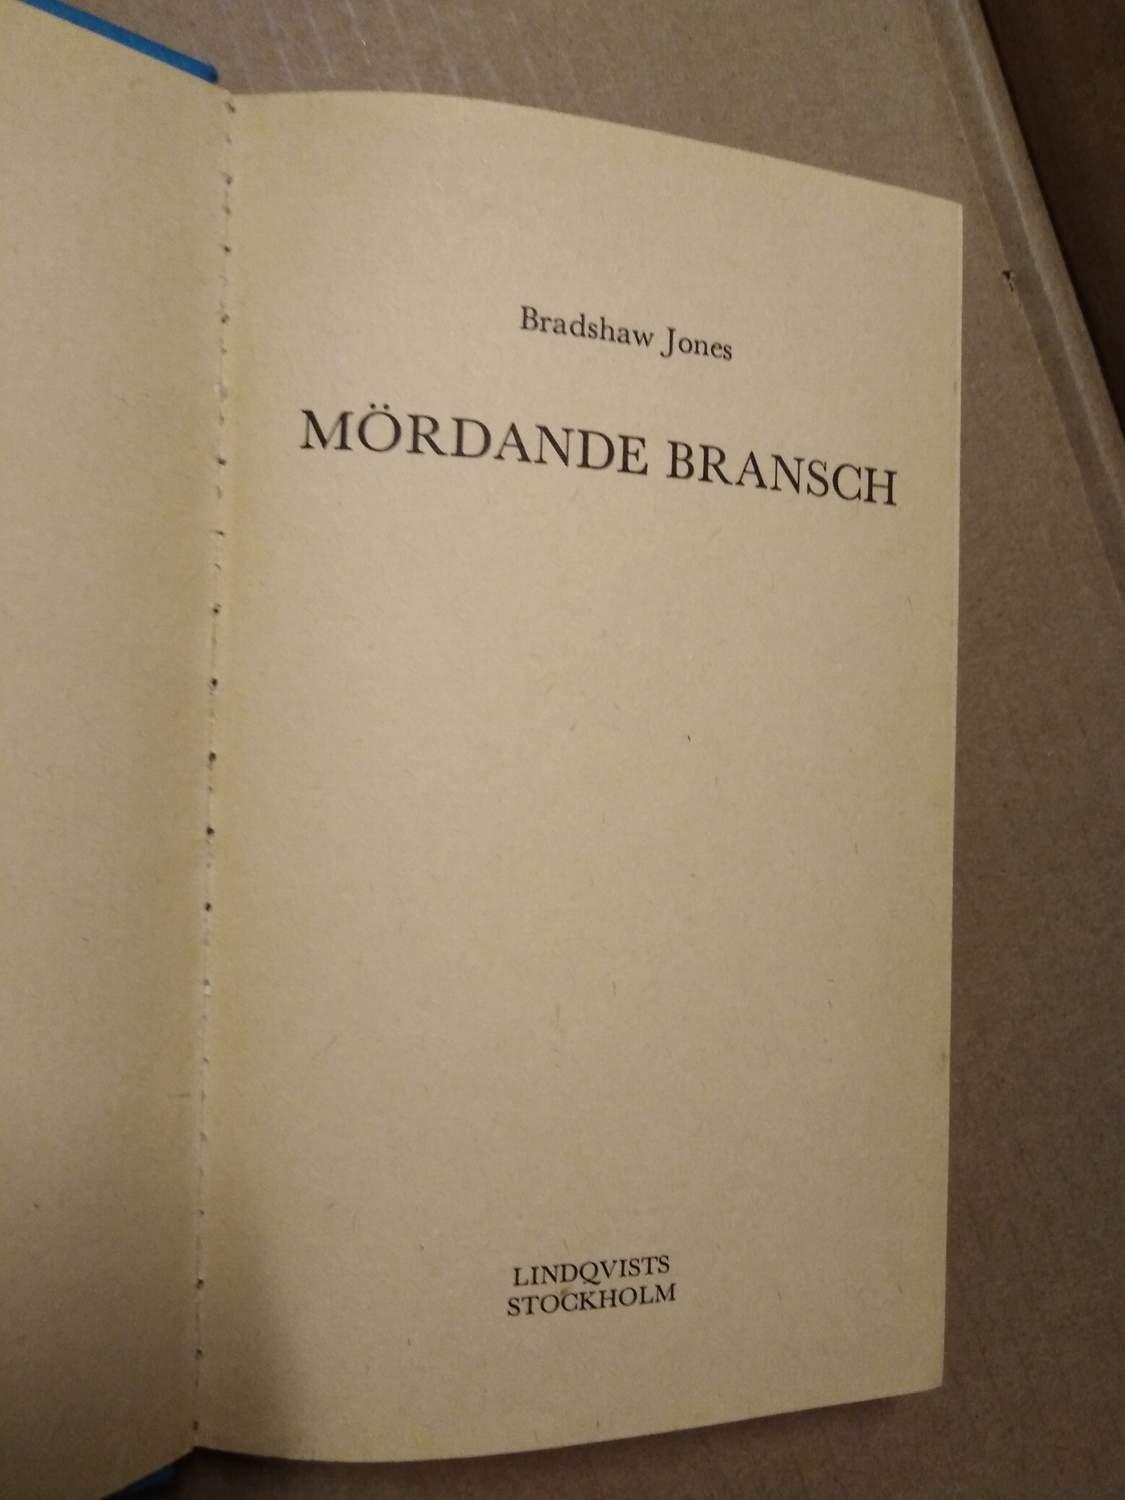 Bradshaw Jones
MÖRDANDE BRANSCH
LINDQVISTS
STOCKHOLM